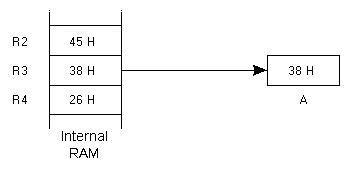 R2 45 H
R3 38 H 38 H
R4 26 H A
Internal
RAM